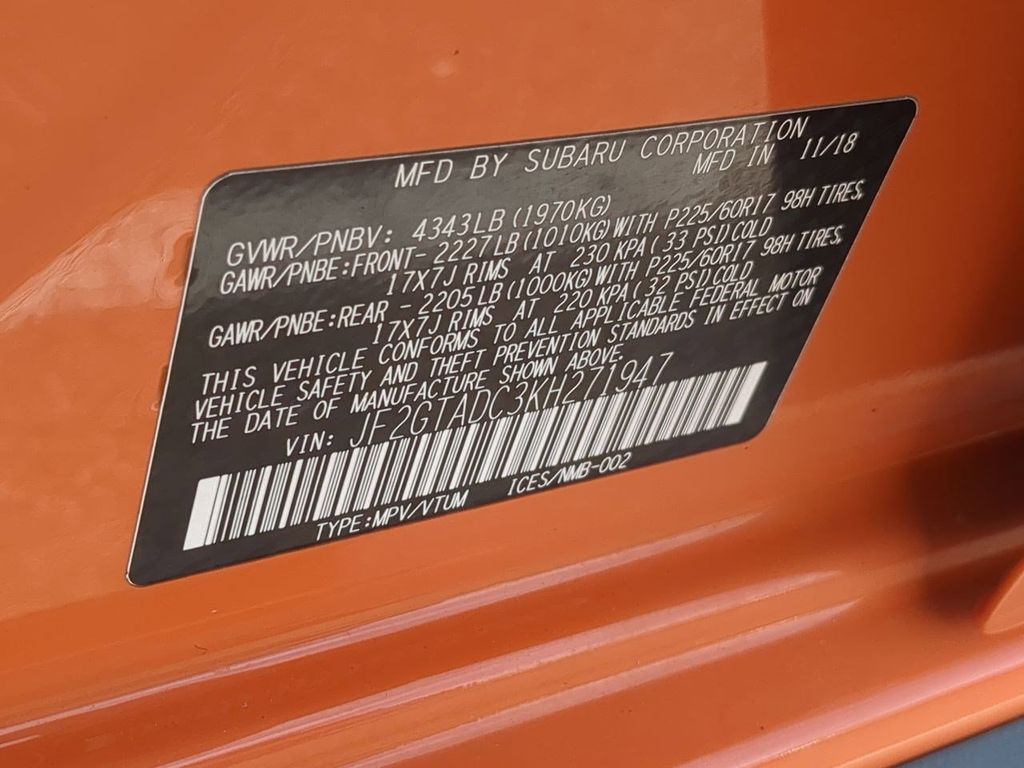 MFD BY SUBARU CORPORATION
MFD IN 11/18
GVWR/PNBV: 4343LB (1970KG)
GAWR/PNBE:FRONT-2227LB (1010KG)WITH P225/60R17 98H TIRES,
17X7J RIMS AT 230 KPA( 33 PSI)COLD
GAWR/PNBE:REAR -2205LB (1000KG)WITH P225/60R17 98H TIRES,
17X7J RIMS AT 220 KPA( 32 PSI)COLD
THIS VEHICLE CONFORMS TO ALL APPLICABLE FEDERAL MOTOR
VEHICLE SAFETY AND THEFT PREVENTION STANDARDS IN EFFECT ON
THE DATE OF MANUFACTURE SHOWN ABOVE.
VIN: JF2GTADC3KH271947
TYPE:MPV/VTUM ICES/NMB-002